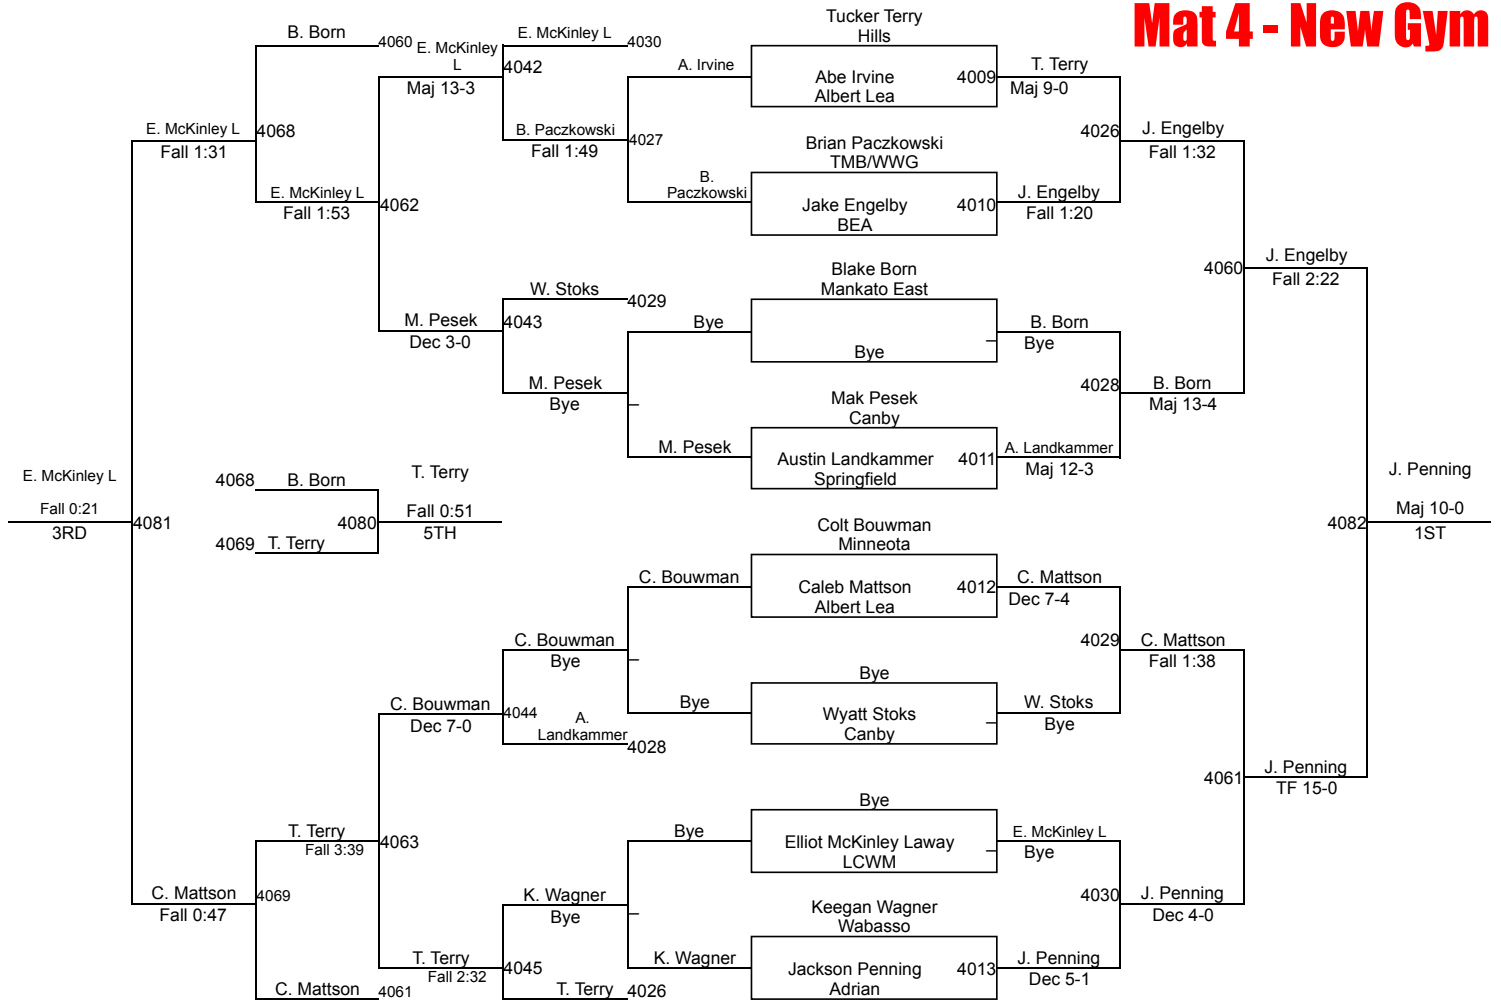 Mat 4 - New Gym
B. Born
4060
E. McKinley
L
Maj 13-3
4042
E. McKinley L
4030
A. Irvine
Tucker Terry
Hills
Abe Irvine
Albert Lea
4009
T. Terry
Maj 9-0
E. McKinley L
Fall 1:31
4068
B. Paczkowski
Fall 1:49
4027
Brian Paczkowski
TMB/WWG
4026
J. Engelby
Fall 1:32
E. McKinley L
Fall 1:53
4062
B.
Paczkowski
Jake Engelby
BEA
4010
J. Engelby
Fall 1:20
Blake Born
Mankato East
4060
J. Engelby
Fall 2:22
W. Stoks
4029
M. Pesek
Dec 3-0
4043
Bye
Bye
B. Born
Bye
M. Pesek
Bye
Mak Pesek
Canby
4028
B. Born
Maj 13-4
M. Pesek
Austin Landkammer
Springfield
4011
A. Landkammer
Maj 12-3
E. McKinley L
Fall 0:21
3RD
4081
4068
B. Born
4069
T. Terry
4080
T. Terry
Fall 0:51
5TH
4082
J. Penning
Maj 10-0
1ST
Colt Bouwman
Minneota
C. Bouwman
Caleb Mattson
Albert Lea
4012
C. Mattson
Dec 7-4
C. Bouwman
Bye
4029
C. Mattson
Fall 1:38
Bye
C. Bouwman
Dec 7-0
4044
A.
Landkammer
4028
Bye
Wyatt Stoks
Canby
W. Stoks
Bye
4061
J. Penning
TF 15-0
Bye
T. Terry
Fall 3:39
4063
Bye
Elliot McKinley Laway
LCWM
E. McKinley L
Bye
C. Mattson
Fall 0:47
4069
K. Wagner
Bye
Keegan Wagner
Wabasso
4030
J. Penning
Dec 4-0
T. Terry
Fall 2:32
4045
K. Wagner
Jackson Penning
Adrian
4013
J. Penning
Dec 5-1
C. Mattson
4061
T. Terry
4026